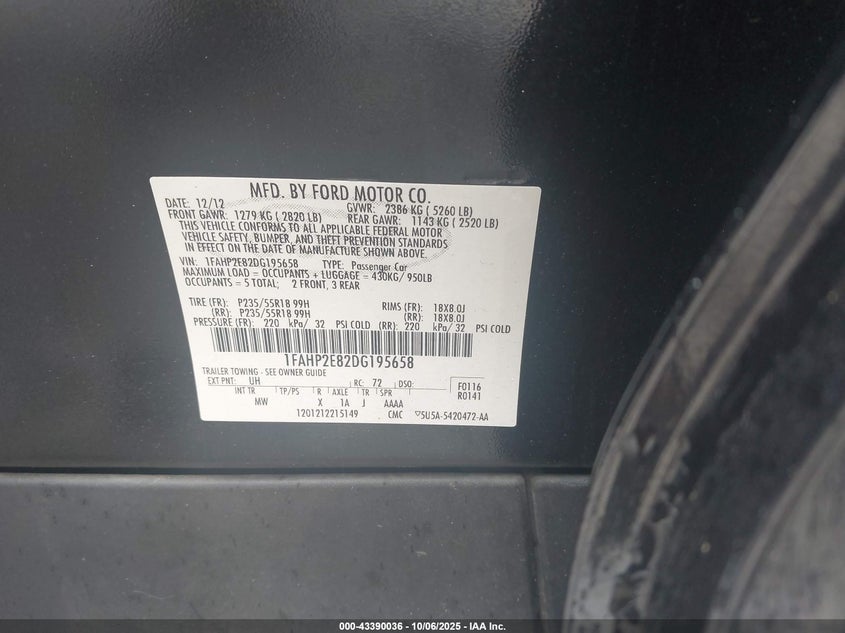 MFD. BY FORD MOTOR CO.
DATE: 12/12 GVWR: 2386 KG ( 5260 LB)
FRONT GAWR: 1279 KG ( 2820 LB) REAR GAWR: 1143 KG ( 2520 LB)
THIS VEHICLE CONFORMS TO ALL APPLICABLE FEDERAL MOTOR
VEHICLE SAFETY, BUMPER, AND THEFT PREVENTION STANDARDS
IN EFFECT ON THE DATE OF MANUFACTURE SHOWN ABOVE.
VIN: 1FAHP2E82DG195658 TYPE: Passenger Car
MAXIMUM LOAD = OCCUPANTS + LUGGAGE = 430KG/ 950LB
OCCUPANTS = 5 TOTAL; 2 FRONT, 3 REAR
TIRE (FR): P235/55R18 99H RIMS (FR): 18X8.0J
(RR): P235/55R18 99H (RR): 18X8.0J
PRESSURE (FR): 220 kPa/ 32 PSI COLD (RR): 220 kPa/ 32 PSI COLD
1FAHP2E82DG195658
TRAILER TOWING - SEE OWNER GUIDE
EXT PNT: UH RC: 72 DSO: F0116
INT TR TP/PS R AXLE TR SPR R0141
MW X 1A J AAAA
1201212215149 CMC ▽5U5A-5420472-AA
000-43390036 - 10/06/2025 - IAA Inc.